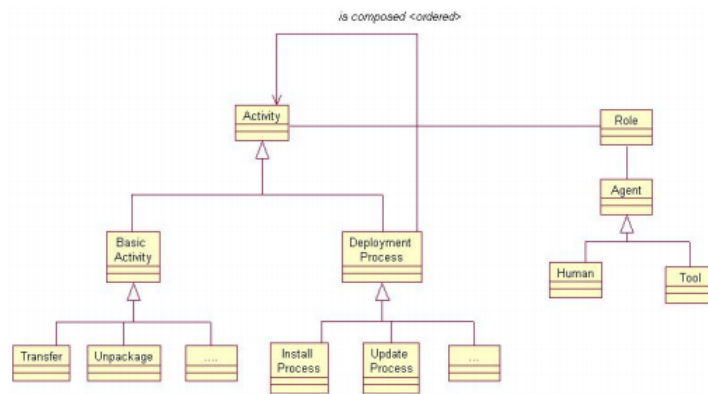 is composed <ordered>
Activity
Role
Agent
Basic
Activity
Deployment
Process
Human
Tool
Transfer
Unpackage
....
Install
Process
Update
Process
...